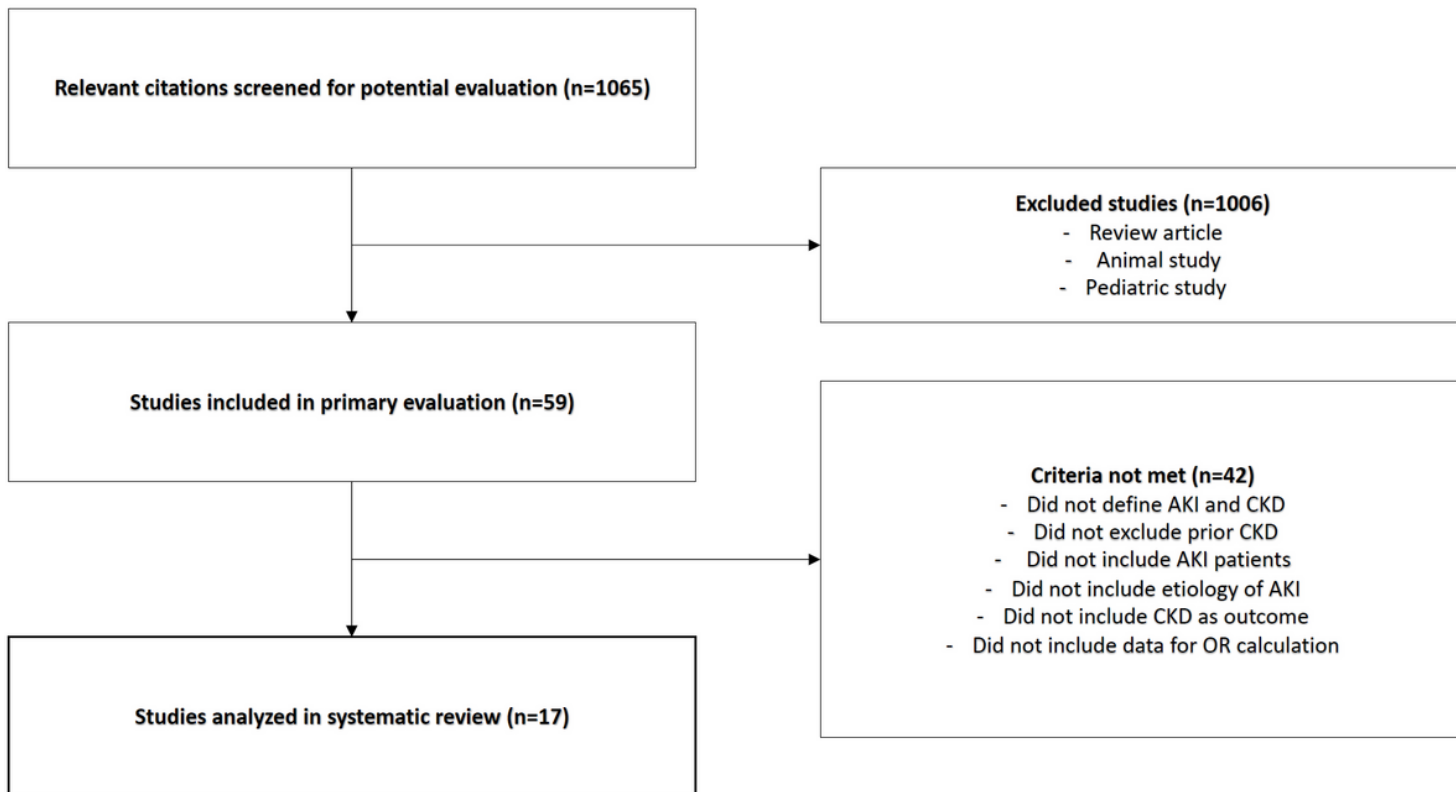 Relevant citations screened for potential evaluation (n=1065)
Excluded studies (n=1006)
- Review article
- Animal study
- Pediatric study
Studies included in primary evaluation (n=59)
Criteria not met (n=42)
- Did not define AKI and CKD
- Did not exclude prior CKD
- Did not include AKI patients
- Did not include etiology of AKI
- Did not include CKD as outcome
- Did not include data for OR calculation
Studies analyzed in systematic review (n=17)